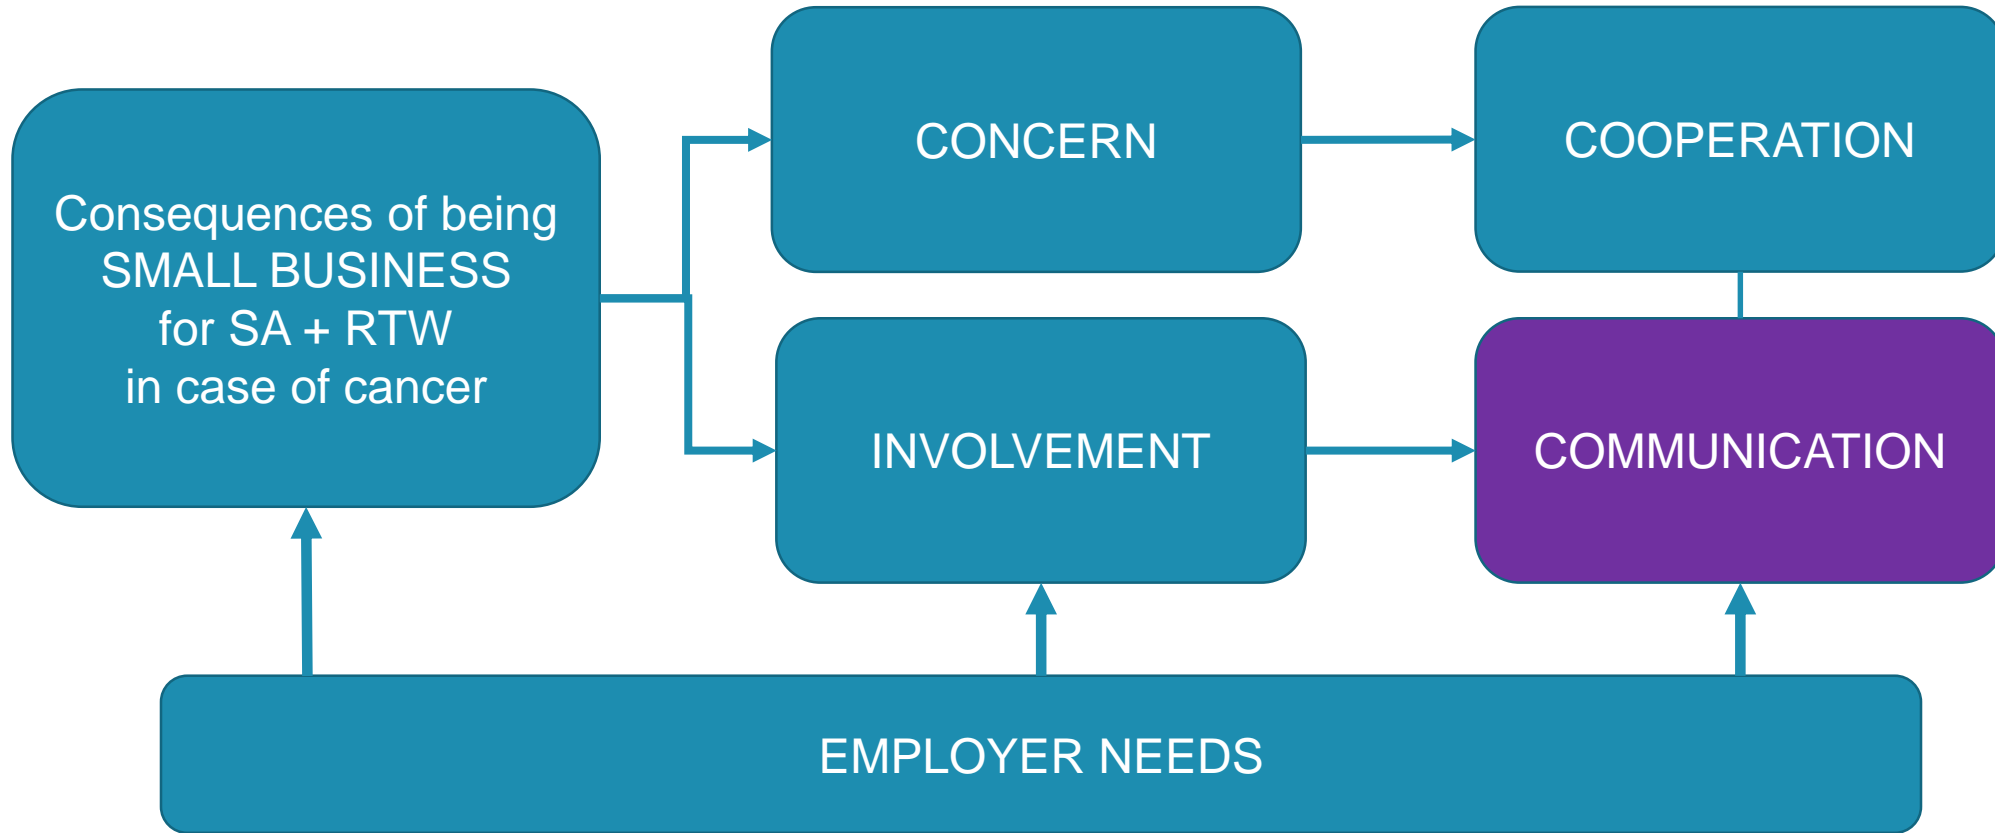 Consequences of being
SMALL BUSINESS
for SA + RTW
in case of cancer
CONCERN
COOPERATION
INVOLVEMENT
COMMUNICATION
EMPLOYER NEEDS